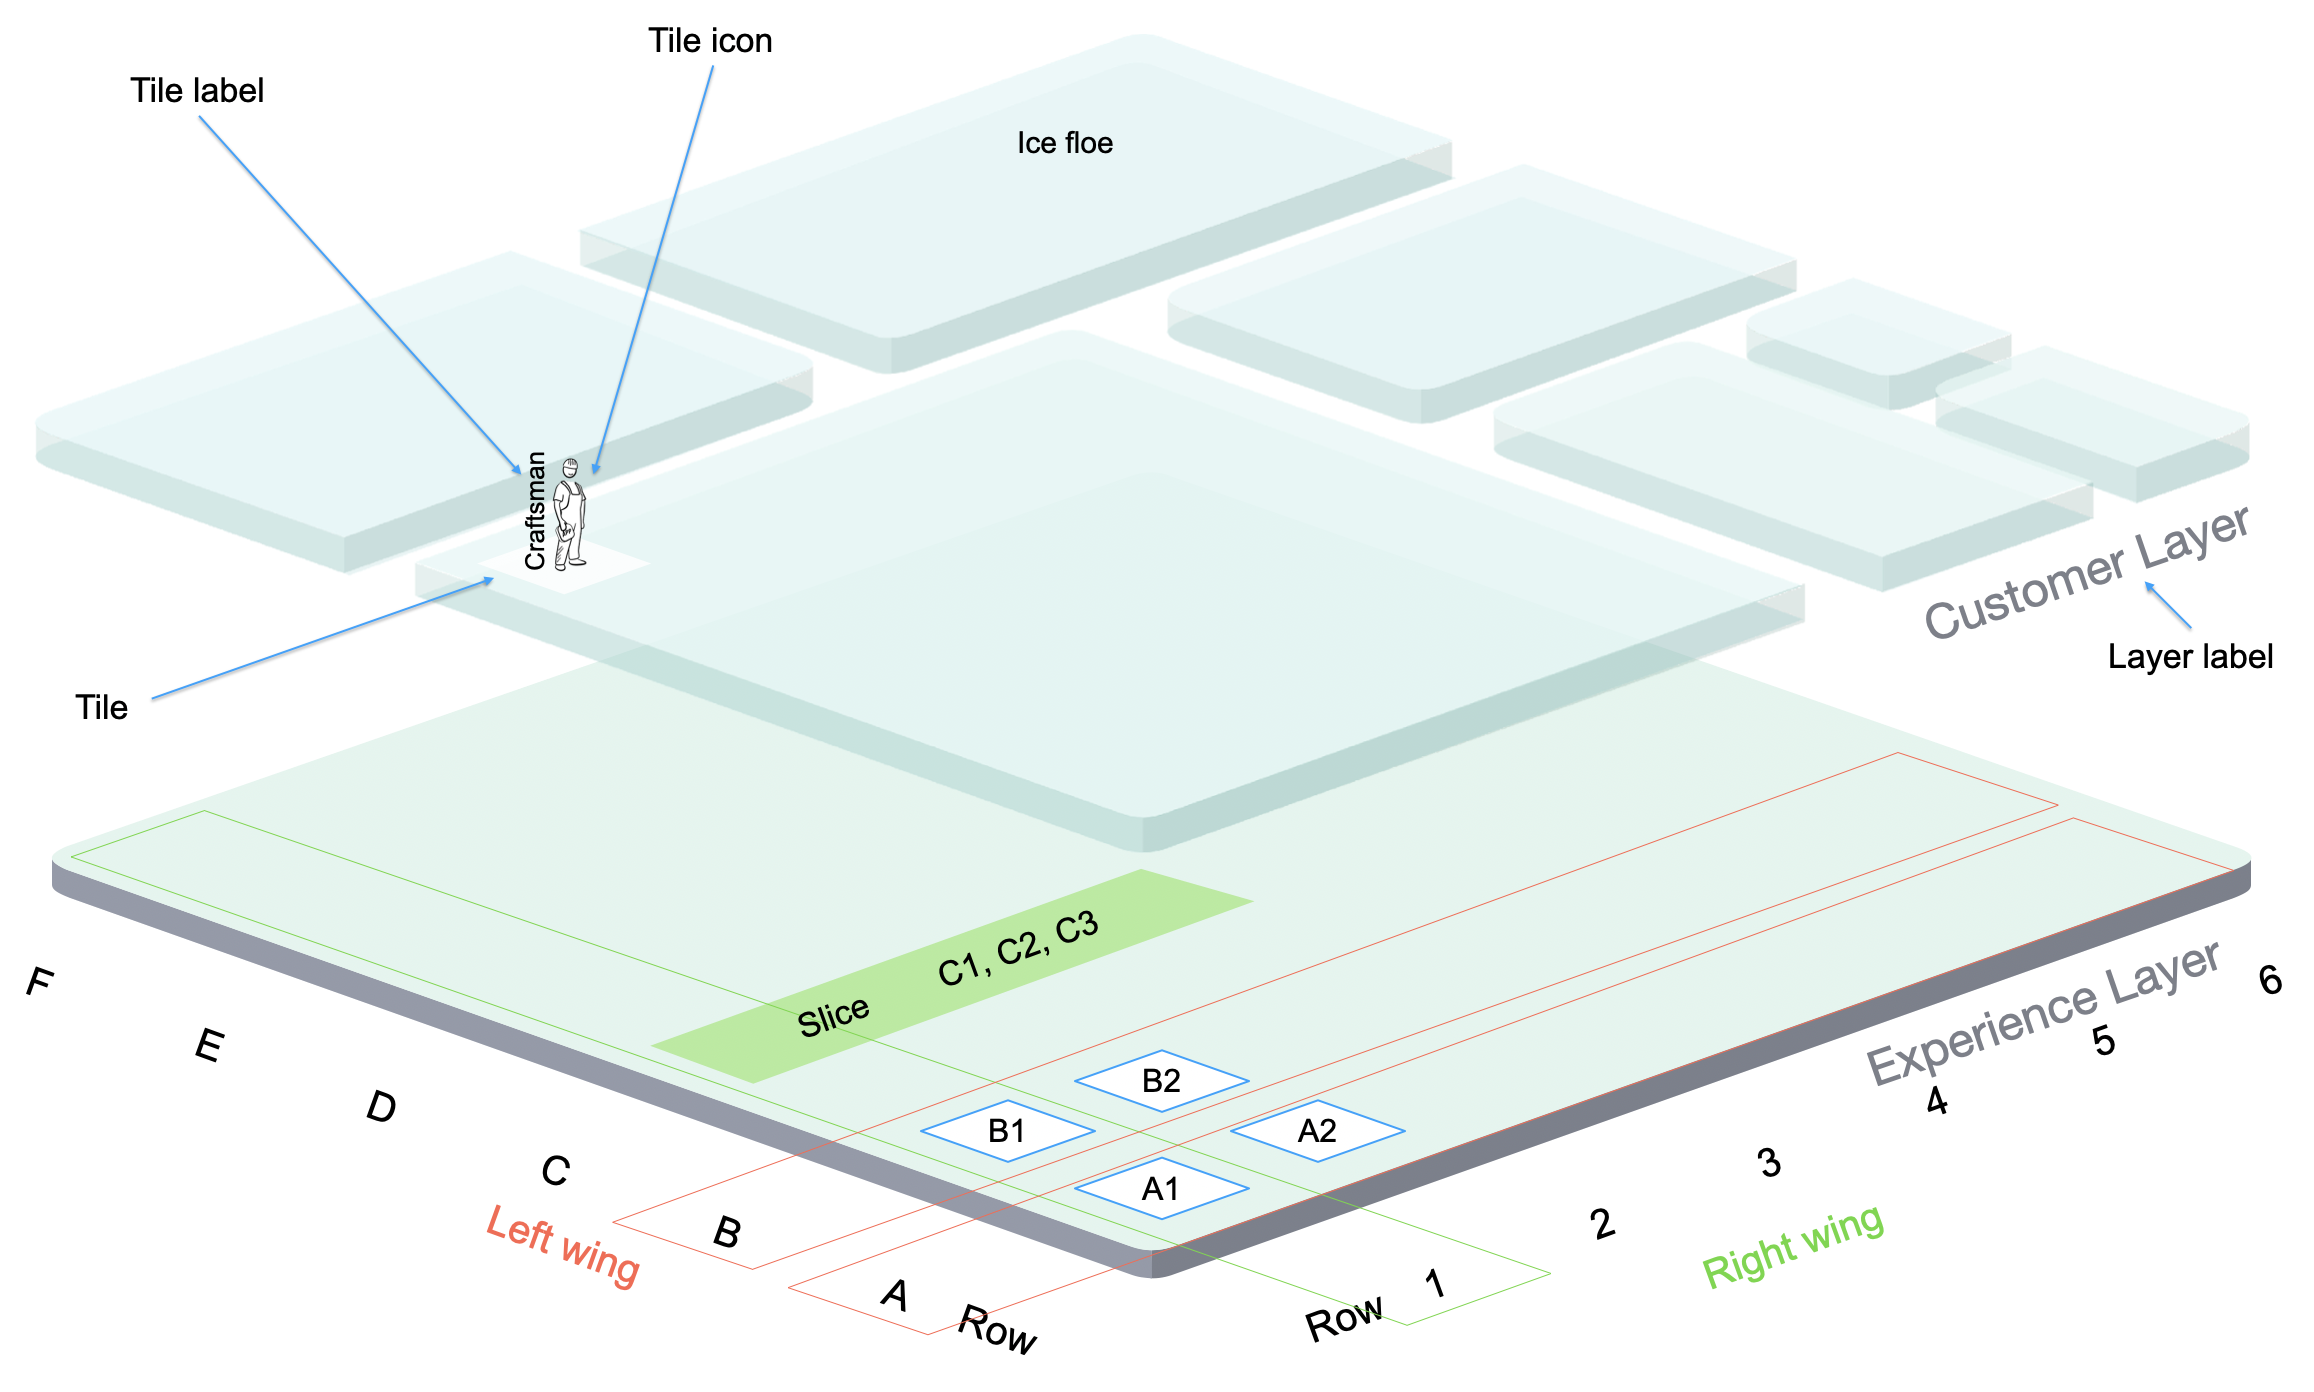 Tile icon
Tile label
Ice floe
Craftsman
Customer Layer
Layer label
Tile
C1, C2, C3
Slice
Experience Layer
F
E
D
C
B
A
Row
Left wing
B2
B1
A2
A1
6
5
4
3
2
Row 1
Right wing